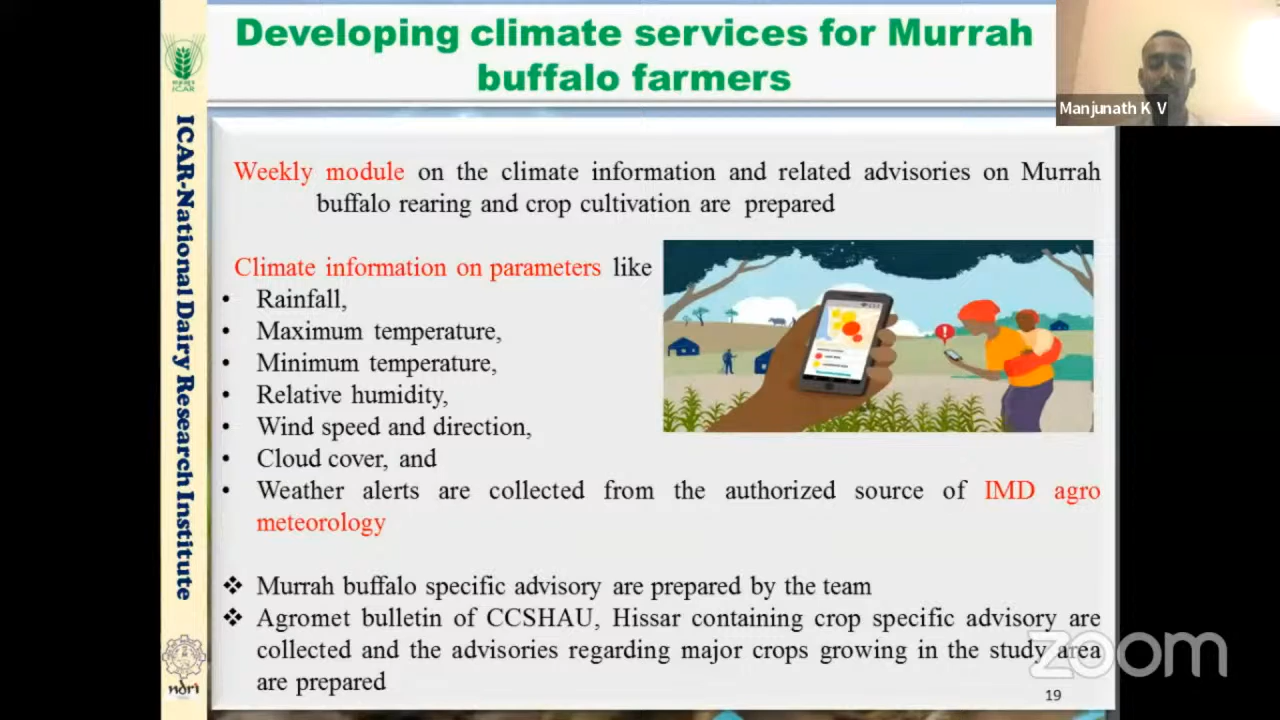 Developing climate services for Murrah
buffalo farmers
Manjunath K V
ICAR
ICAR-National Dairy Research Institute
Weekly module on the climate information and related advisories on Murrah
buffalo rearing and crop cultivation are prepared
Climate information on parameters like
• Rainfall,
• Maximum temperature,
• Minimum temperature,
• Relative humidity,
• Wind speed and direction,
• Cloud cover, and
• Weather alerts are collected from the authorized source of IMD agro
meteorology
❖ Murrah buffalo specific advisory are prepared by the team
❖ Agromet bulletin of CCSHAU, Hissar containing crop specific advisory are
collected and the advisories regarding major crops growing in the study area
are prepared
zoom
ndri
19